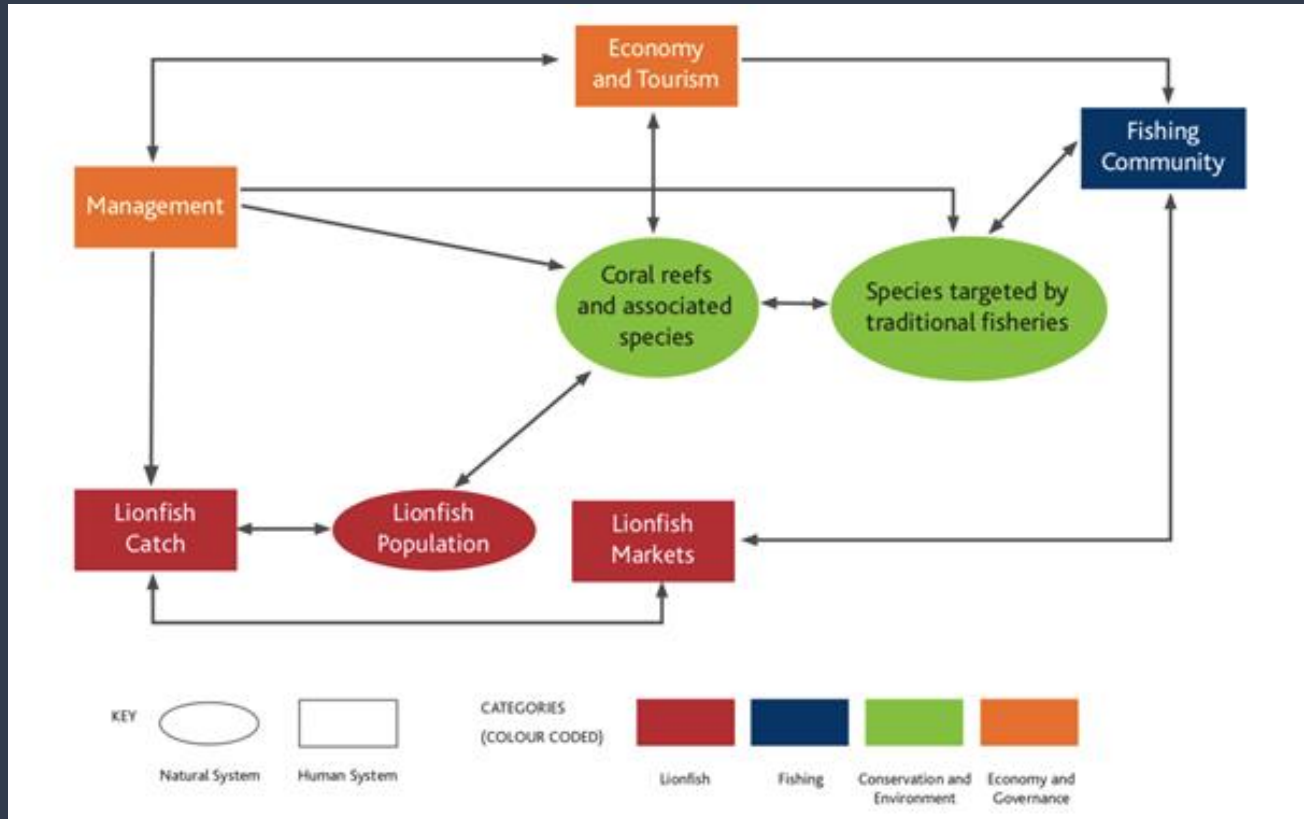 Economy
and Tourism
Fishing
Community
Management
Coral reefs
and associated
species
Species targeted by
traditional fisheries
Lionfish
Catch
Lionfish
Population
Lionfish
Markets
KEY
Natural System
Human System
CATEGORIES
(COLOUR CODED)
Lionfish
Fishing
Conservation and
Environment
Economy and
Governance